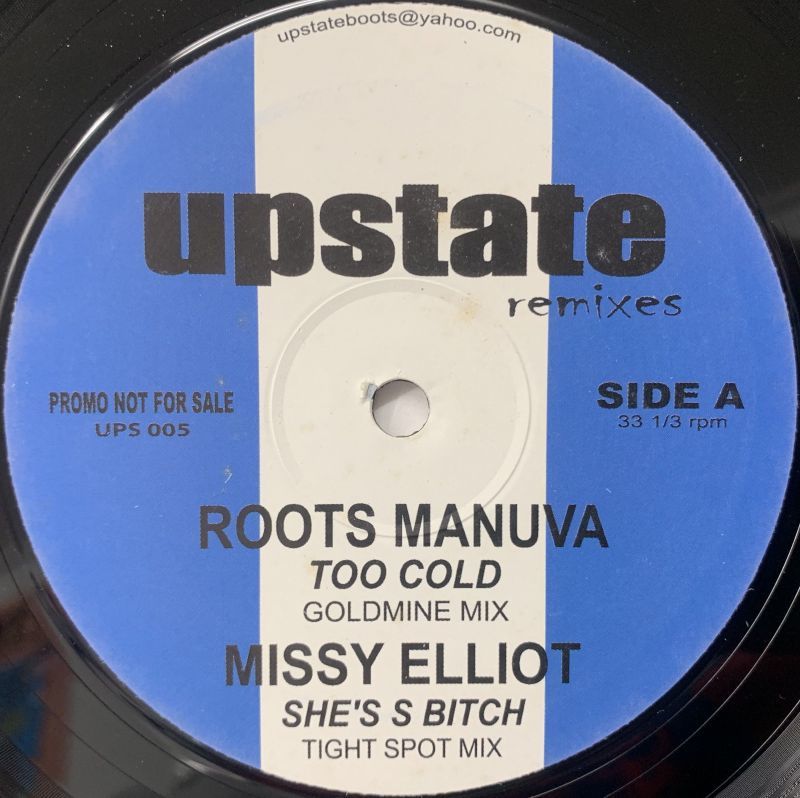 upstateboots@yahoo.com
upstate
remixes
PROMO NOT FOR SALE
UPS 005
SIDE A
33 1/3 rpm
ROOTS MANUVA
TOO COLD
GOLDMINE MIX
MISSY ELLIOT
SHE'S S BITCH
TIGHT SPOT MIX